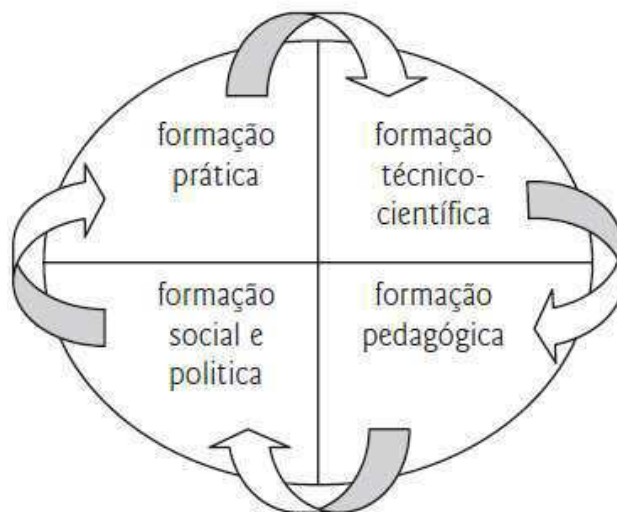 formação
prática
formação
técnico-
científica
formação
social e
politica
formação
pedagógica